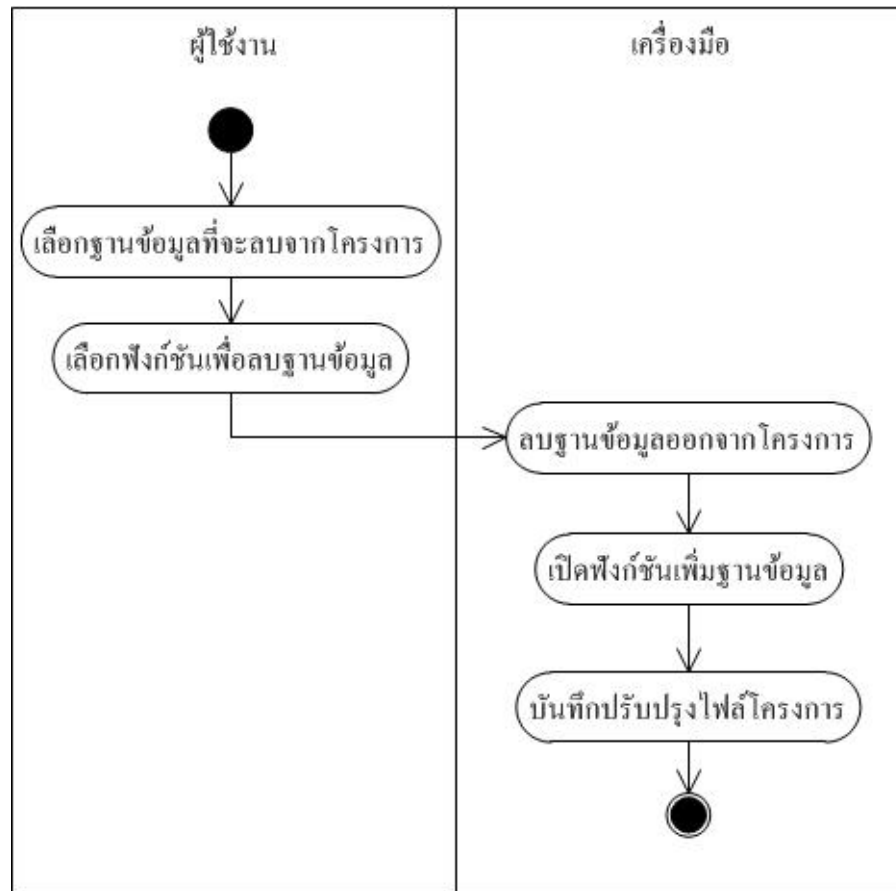 ผู้ใช้งาน
เครื่องมือ
เลือกฐานข้อมูลที่จะลบจากโครงการ
เลือกฟังก์ชันเพื่อลบฐานข้อมูล
ลบฐานข้อมูลออกจากโครงการ
เปิดฟังก์ชันเพิ่มฐานข้อมูล
บันทึกปรับปรุงไฟล์โครงการ